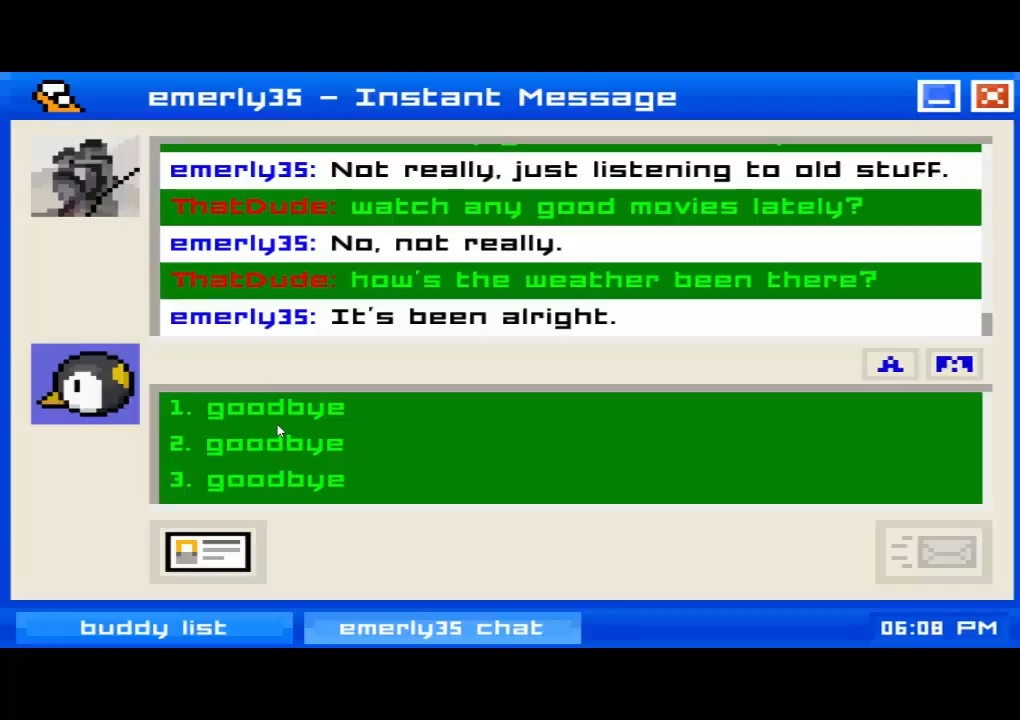 emerly35 - Instant Message
emerly35: Not really, just listening to old stuff.
ThatDude: watch any good movies lately?
emerly35: No, not really.
ThatDude: how's the weather been there?
emerly35: It's been alright.
A
1. goodbye
2. goodbye
3. goodbye
buddy list
emerly35 chat
06:08 PM